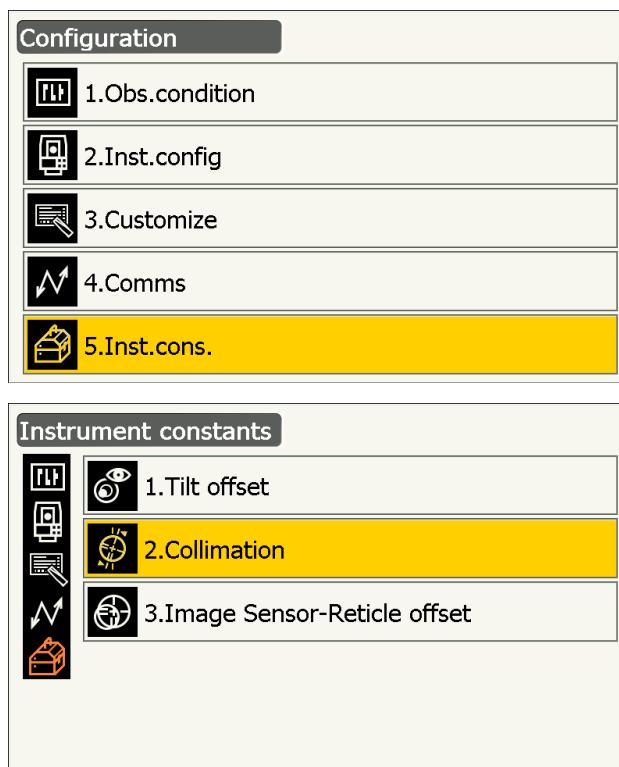 Configuration
1.Obs.condition
2.Inst.config
3.Customize
4.Comms
5.Inst.cons.
Instrument constants
1.Tilt offset
2.Collimation
3.Image Sensor-Reticle offset